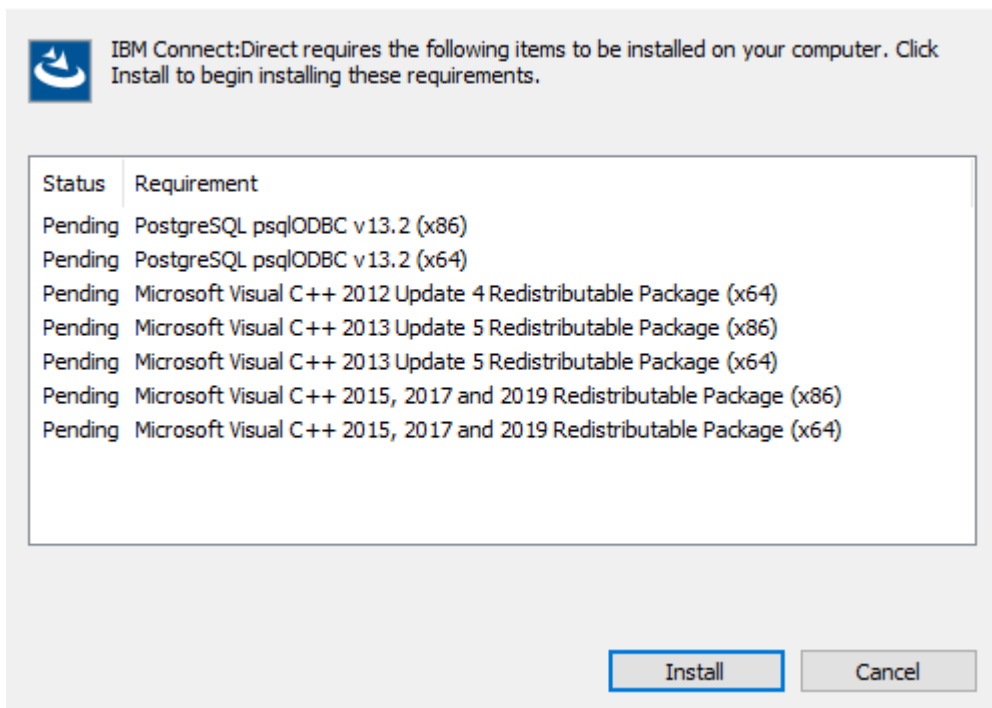 IBM Connect:Direct requires the following items to be installed on your computer. Click
Install to begin installing these requirements.
Status Requirement
Pending PostgreSQL psqlODBC v13.2 (x86)
Pending PostgreSQL psqlODBC v13.2 (x64)
Pending Microsoft Visual C++ 2012 Update 4 Redistributable Package (x64)
Pending Microsoft Visual C++ 2013 Update 5 Redistributable Package (x86)
Pending Microsoft Visual C++ 2013 Update 5 Redistributable Package (x64)
Pending Microsoft Visual C++ 2015, 2017 and 2019 Redistributable Package (x86)
Pending Microsoft Visual C++ 2015, 2017 and 2019 Redistributable Package (x64)
Install Cancel